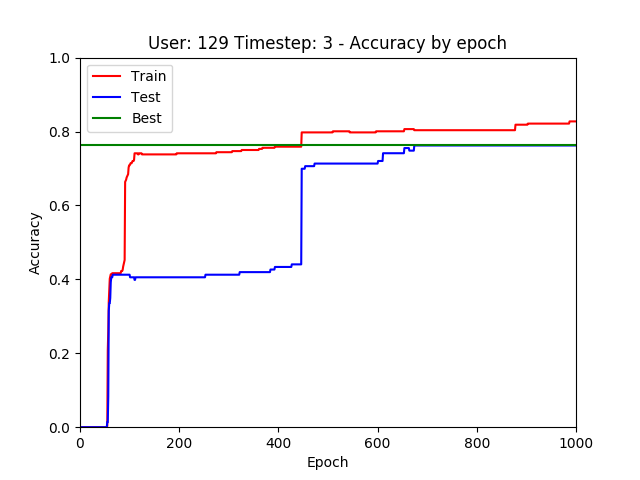 User: 129 Timestep: 3 - Accuracy by epoch
1.0
0.8
0.6
0.4
0.2
0.0
Accuracy
Train
Test
Best
0 200 400 600 800 1000
Epoch